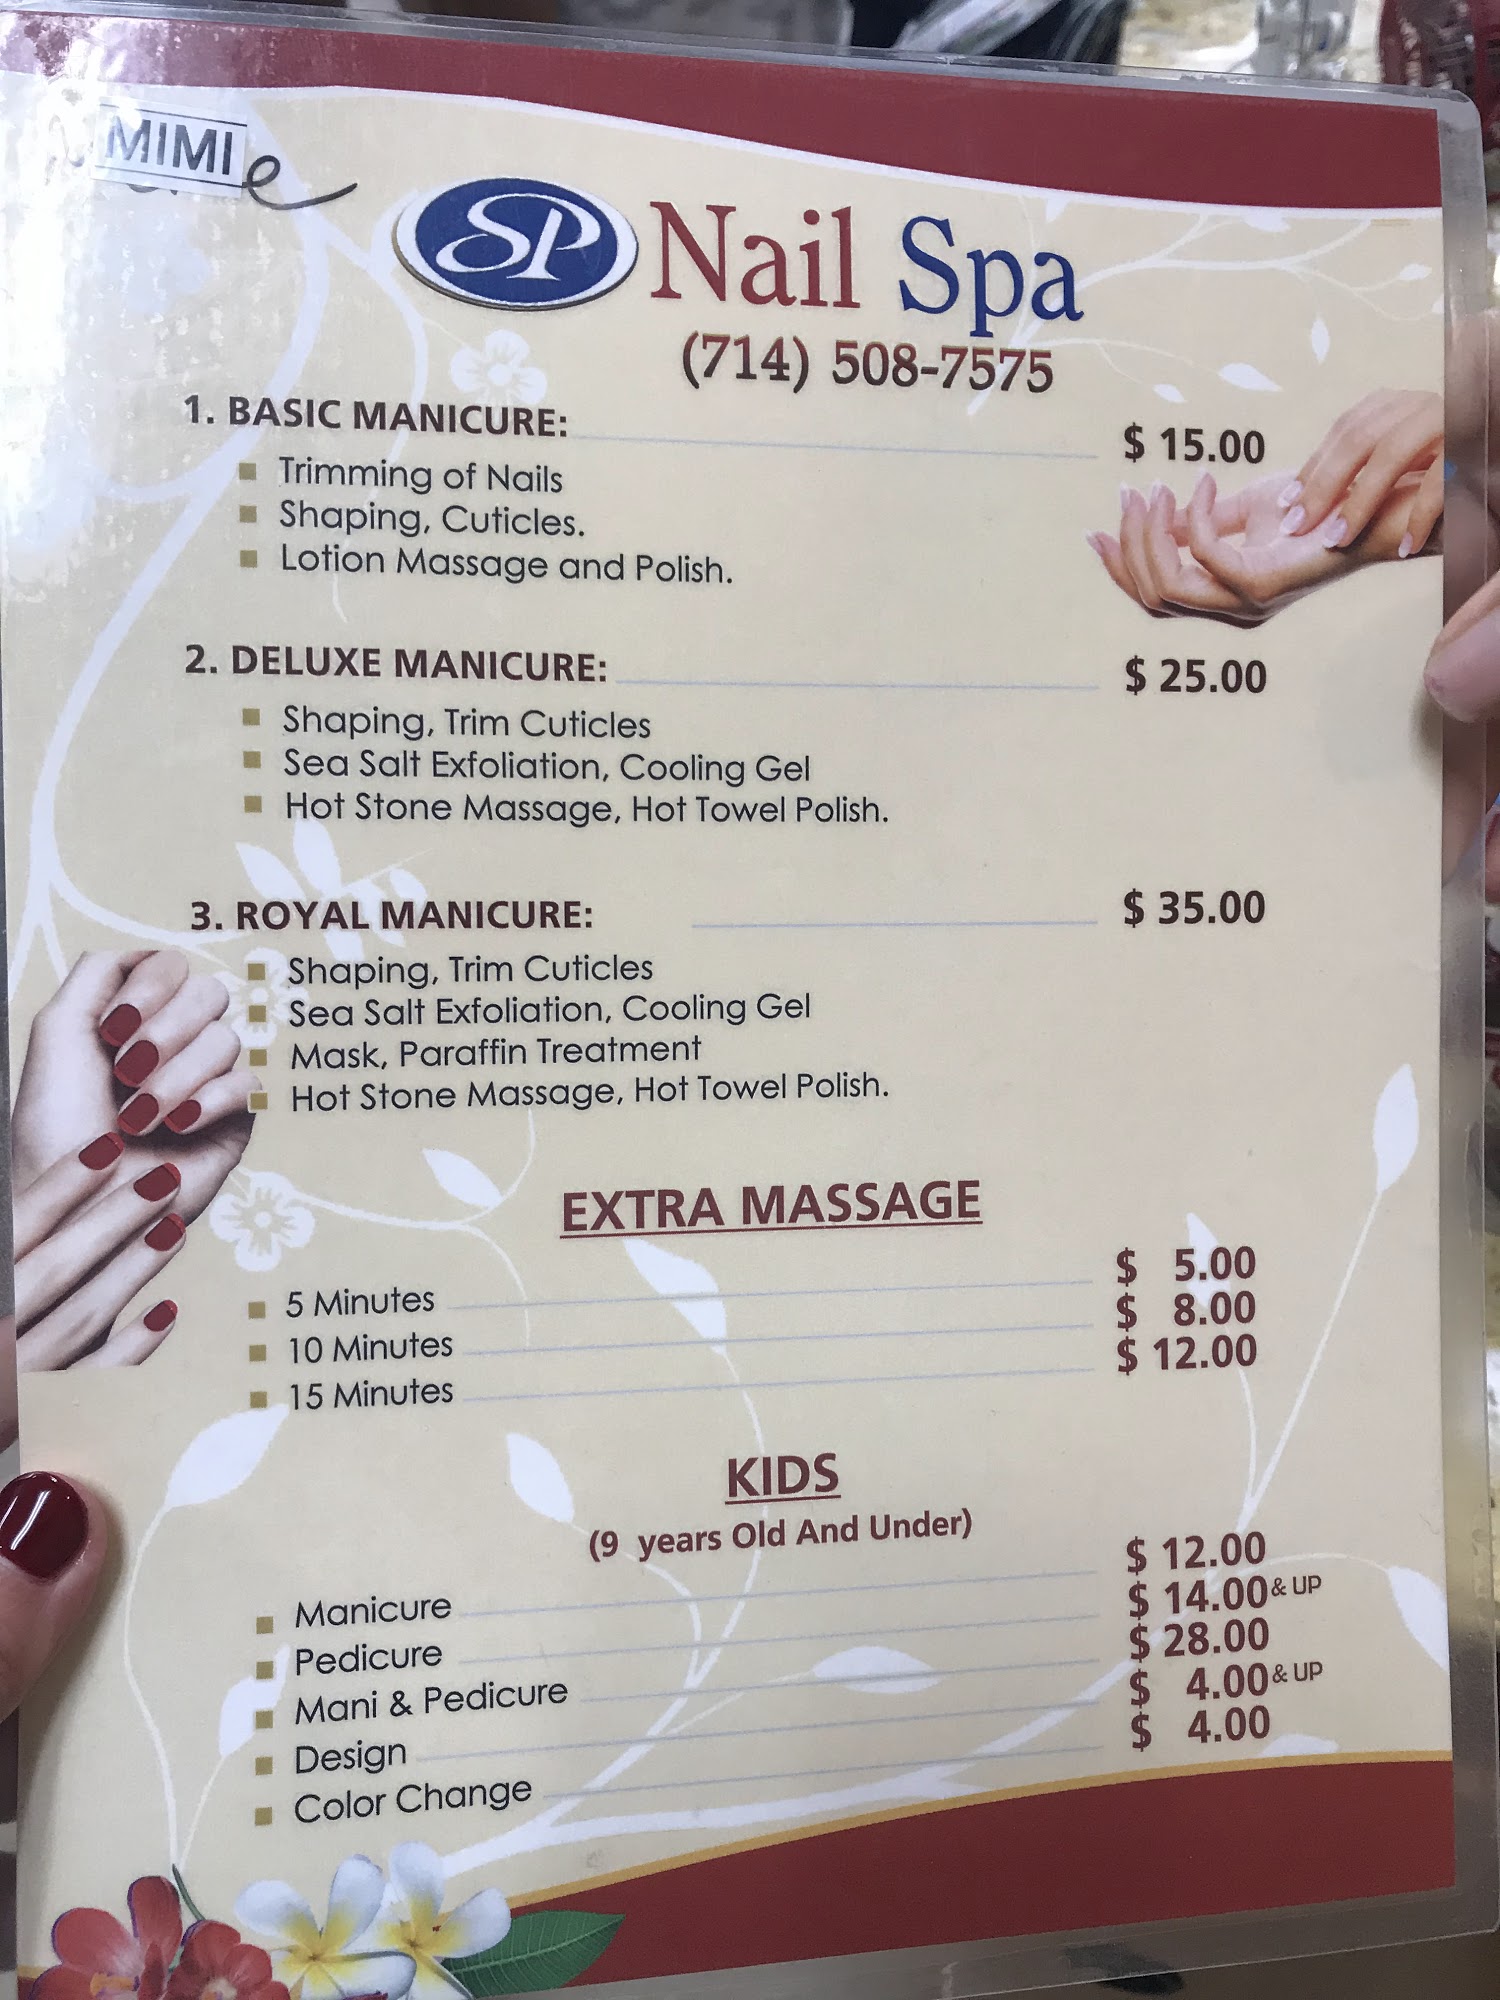 MIMI
e
SP Nail Spa
(714) 508-7575
1. BASIC MANICURE: $ 15.00
Trimming of Nails
Shaping, Cuticles.
Lotion Massage and Polish.
2. DELUXE MANICURE: $ 25.00
Shaping, Trim Cuticles
Sea Salt Exfoliation, Cooling Gel
Hot Stone Massage, Hot Towel Polish.
3. ROYAL MANICURE: $ 35.00
Shaping, Trim Cuticles
Sea Salt Exfoliation, Cooling Gel
Mask, Paraffin Treatment
Hot Stone Massage, Hot Towel Polish.
EXTRA MASSAGE
5 Minutes $ 5.00
10 Minutes $ 8.00
15 Minutes $ 12.00
KIDS
(9 years Old And Under)
Manicure $ 12.00
Pedicure $ 14.00 & UP
Mani & Pedicure $ 28.00
Design $ 4.00 & UP
Color Change $ 4.00